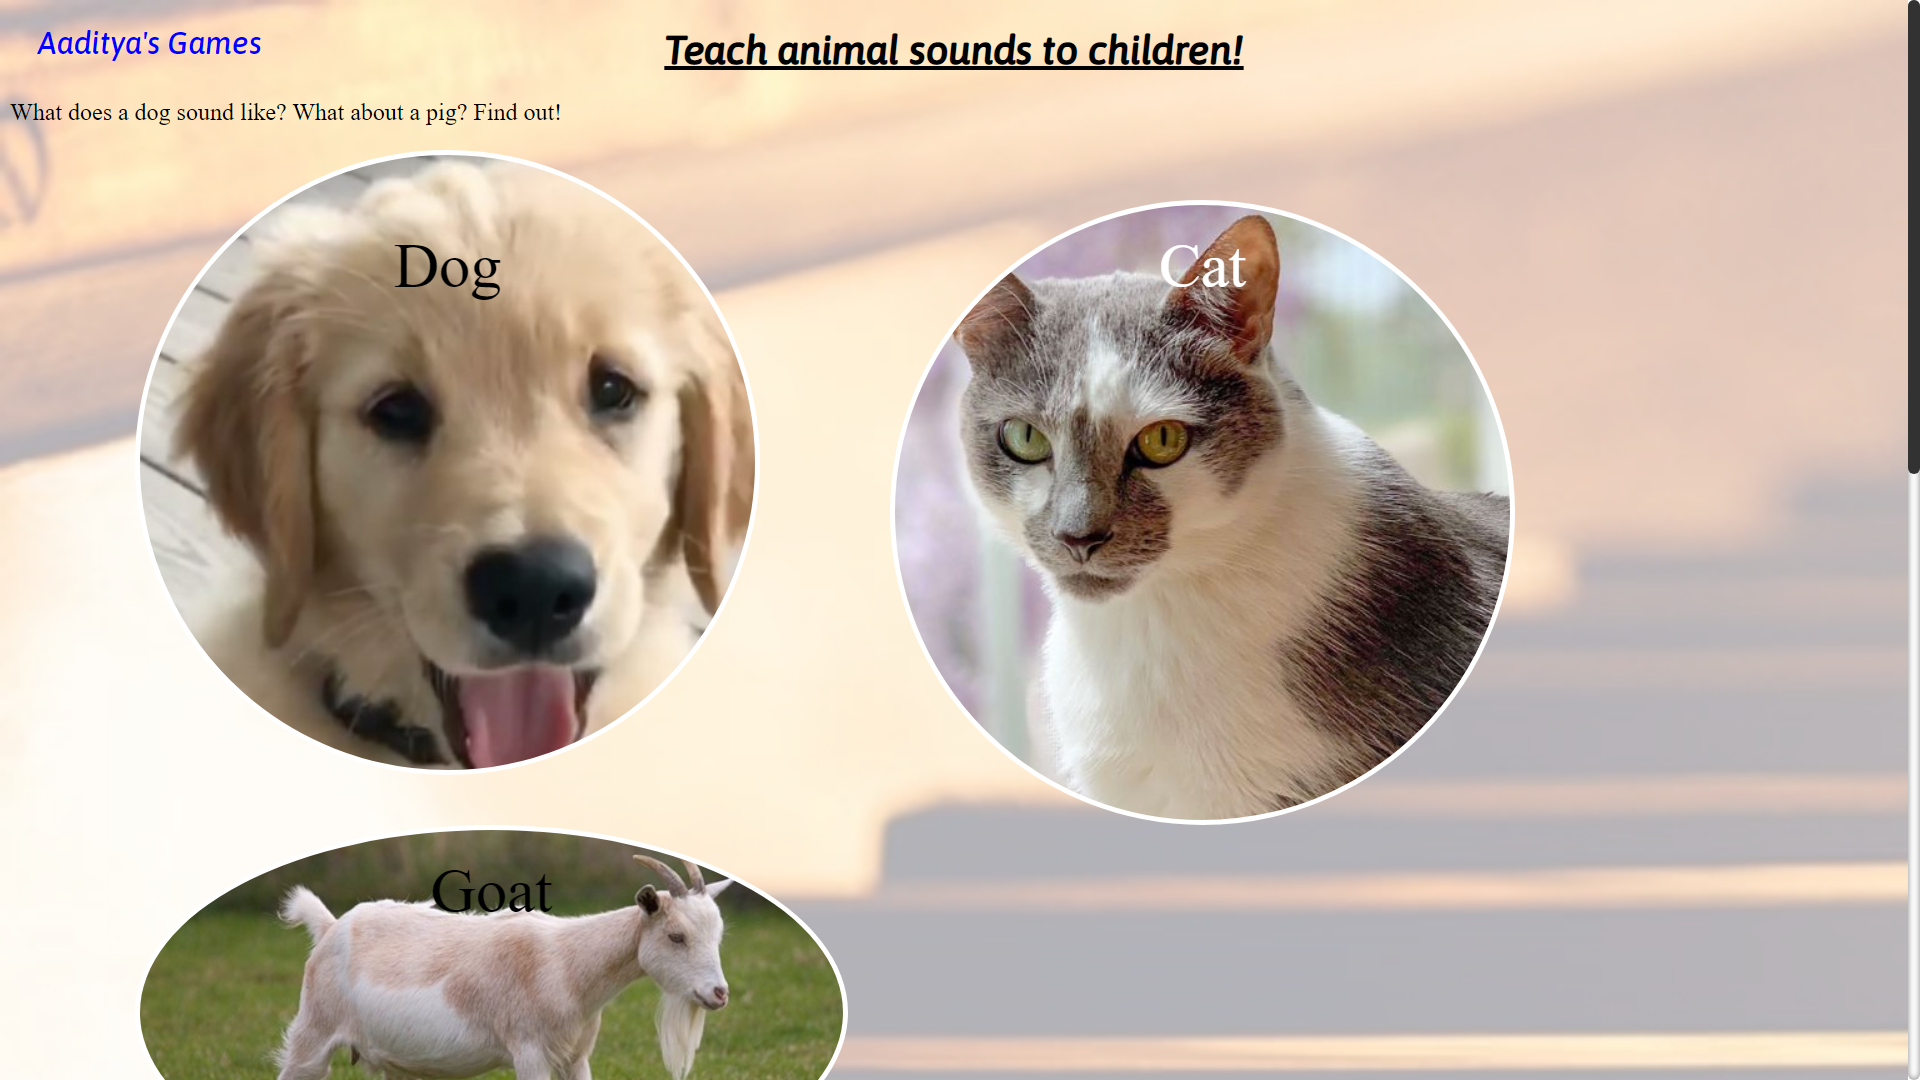 Aaditya's Games
Teach animal sounds to children!
What does a dog sound like? What about a pig? Find out!
Dog
Cat
Goat